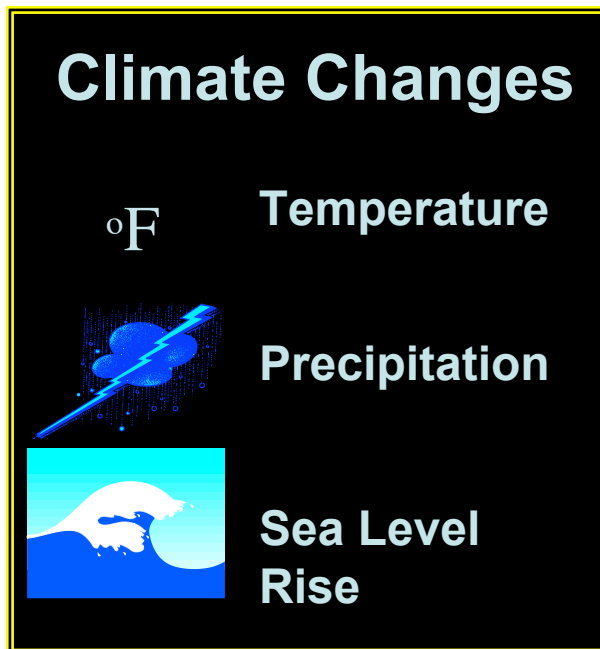 Climate Changes
°F
Temperature
Precipitation
Sea Level
Rise